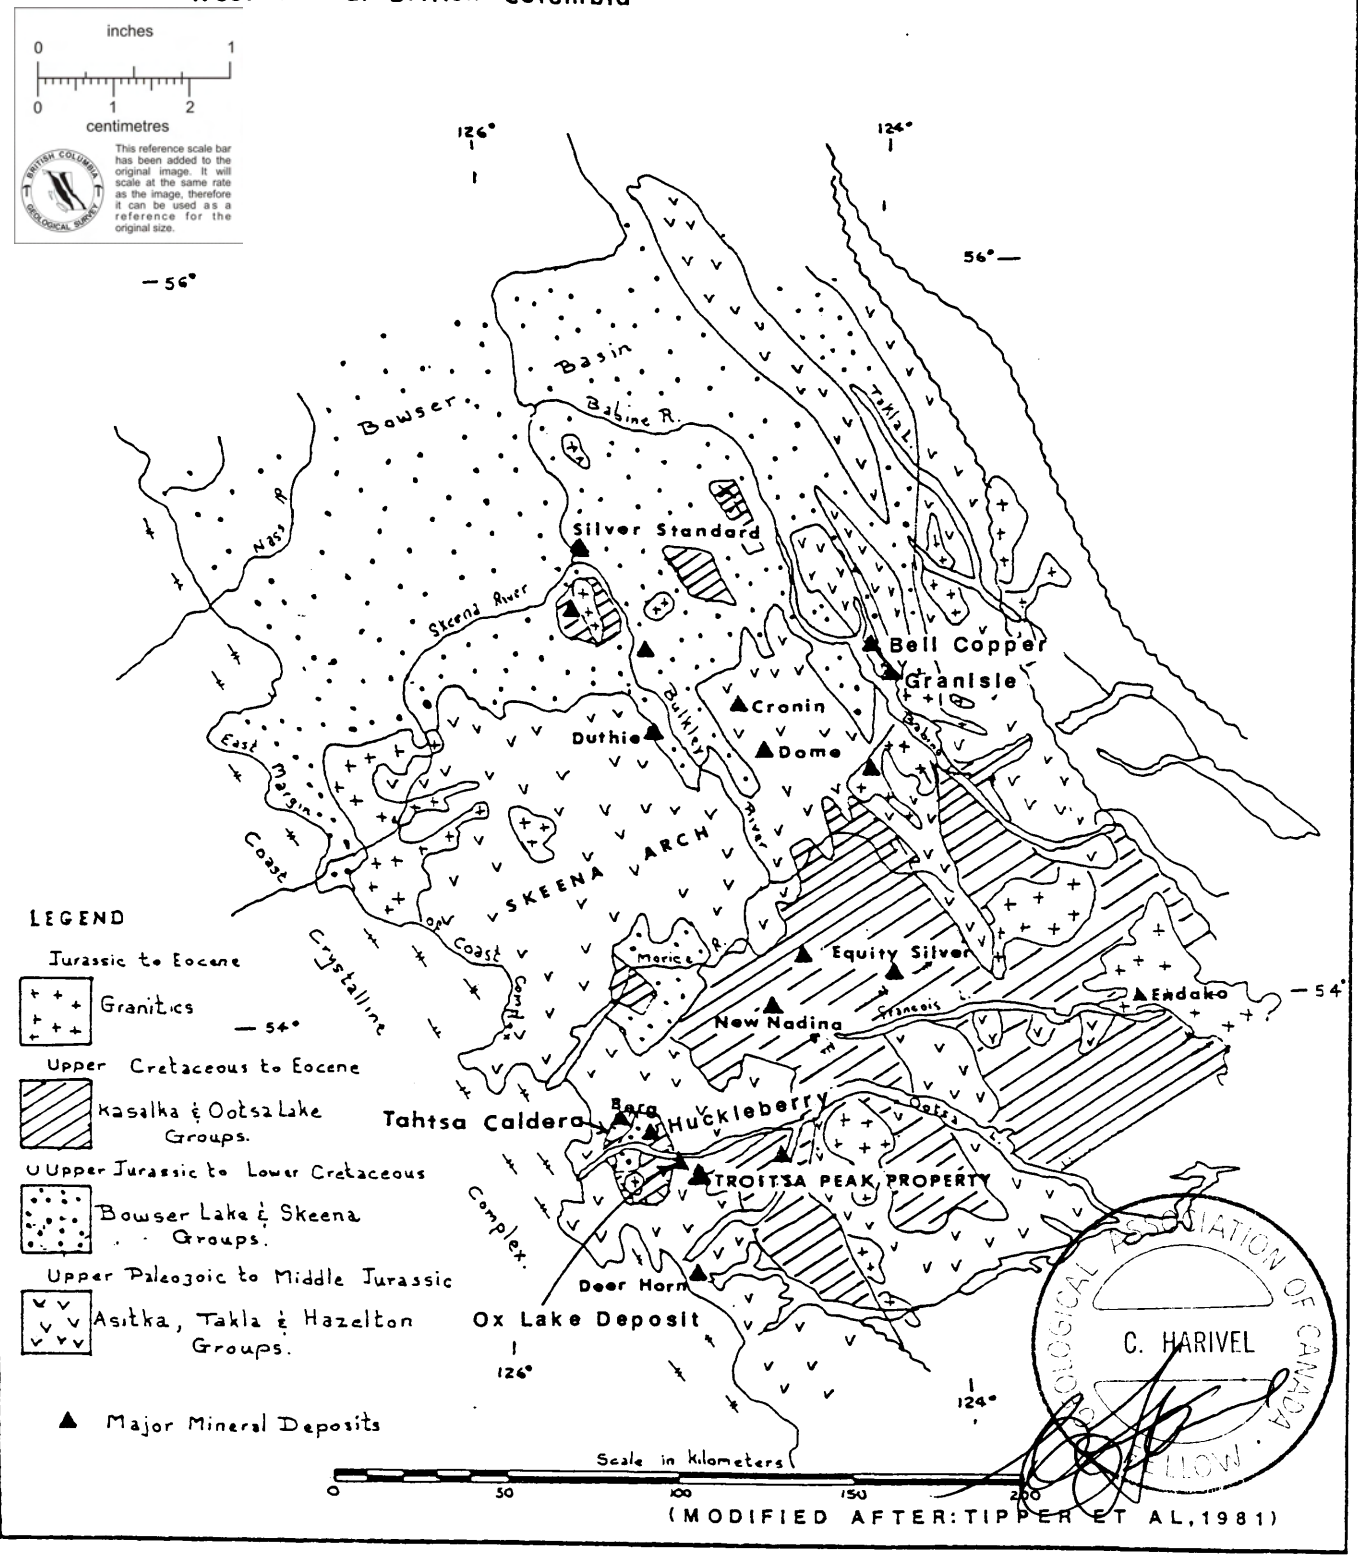 British Columbia
inches
0 1
0 1 2
centimetres
This reference scale bar
has been added to the
original image. It will
scale at the same rate
as the image, therefore
it can be used as a
reference for the
original size.
BRITISH COLUMBIA
GEOLOGICAL SURVEY
126°
124°
56°
56°
Bowser Basin
Babine R.
Takla L.
Nass R
Silver Standard
Skeena River
Bell Copper
Granisle
Cronin
Bulkley
Duthie
Dome
Babine
River
East
Margin
Coast
SKEENA ARCH
Of
Coast
Complex
Crystalline
Morice R.
Equity Silver
Endako
54°
54°
New Nadina
Francois L.
Berg
Huckleberry
Tahtsa Caldera
Ootsa L.
TROITSA PEAK PROPERTY
Complex.
Deer Horn
Ox Lake Deposit
126°
124°
LEGEND
Jurassic to Eocene
Granitics
Upper Cretaceous to Eocene
Kasalka & Ootsa Lake
Groups.
U Upper Jurassic to Lower Cretaceous
Bowser Lake & Skeena
Groups.
Upper Paleozoic to Middle Jurassic
Asitka, Takla & Hazelton
Groups.
Major Mineral Deposits
GEOLOGICAL ASSOCIATION OF CANADA
C. HARIVEL
FELLOW
Scale in Kilometers
0 50 100 150 200
(MODIFIED AFTER: TIPPER ET AL, 1981)